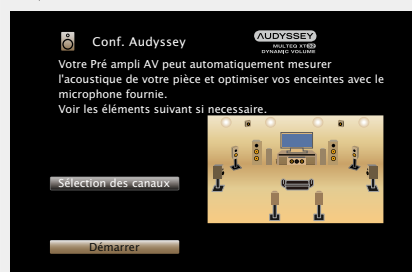 Conf. Audyssey
AUDYSSEY
MULTEQ XT32
DYNAMIC VOLUME
Votre Pré ampli AV peut automatiquement mesurer
l'acoustique de votre pièce et optimiser vos enceintes avec le
microphone fournie.
Voir les éléments suivant si necessaire.
Sélection des canaux
Démarrer